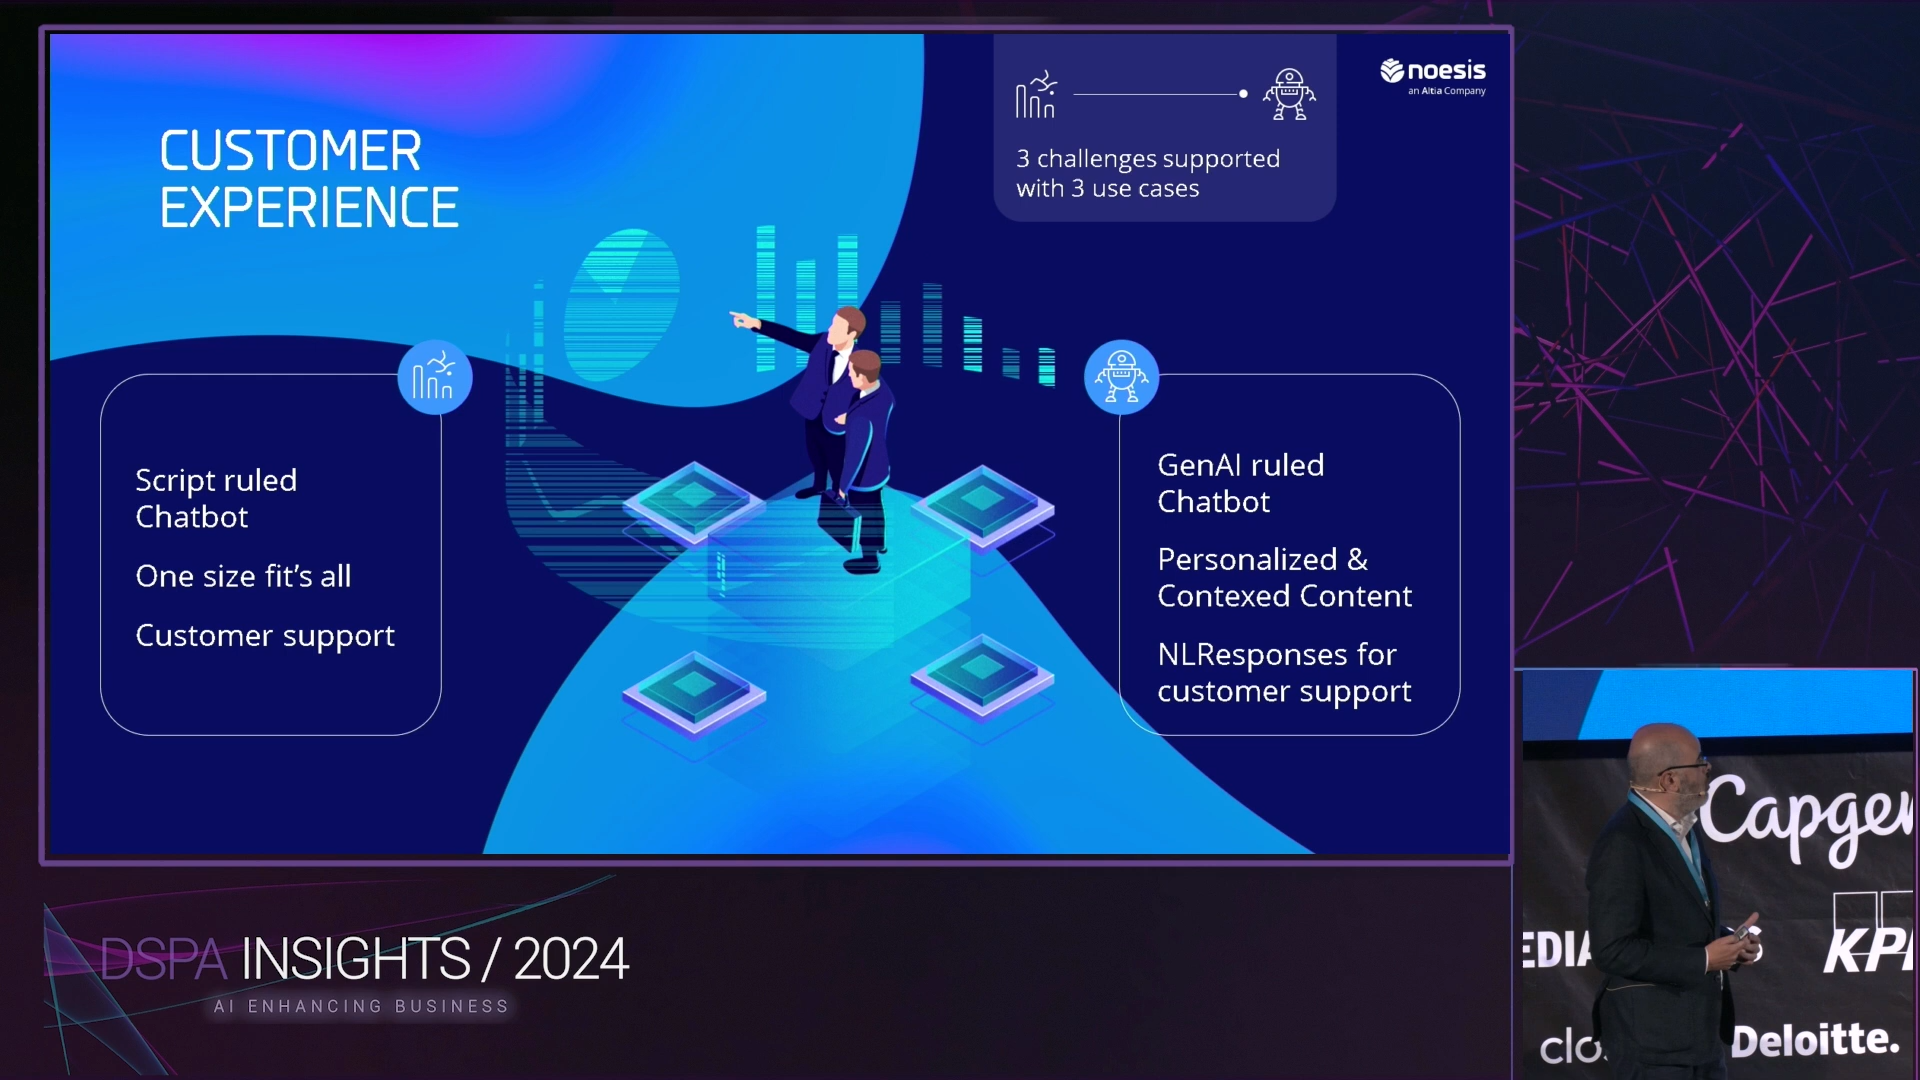 CUSTOMER
EXPERIENCE
3 challenges supported
with 3 use cases
noesis
an Altia Company
Script ruled
Chatbot
One size fit's all
Customer support
GenAI ruled
Chatbot
Personalized &
Contexed Content
NLResponses for
customer support
DSPA INSIGHTS / 2024
AI ENHANCING BUSINESS
Deloitte.